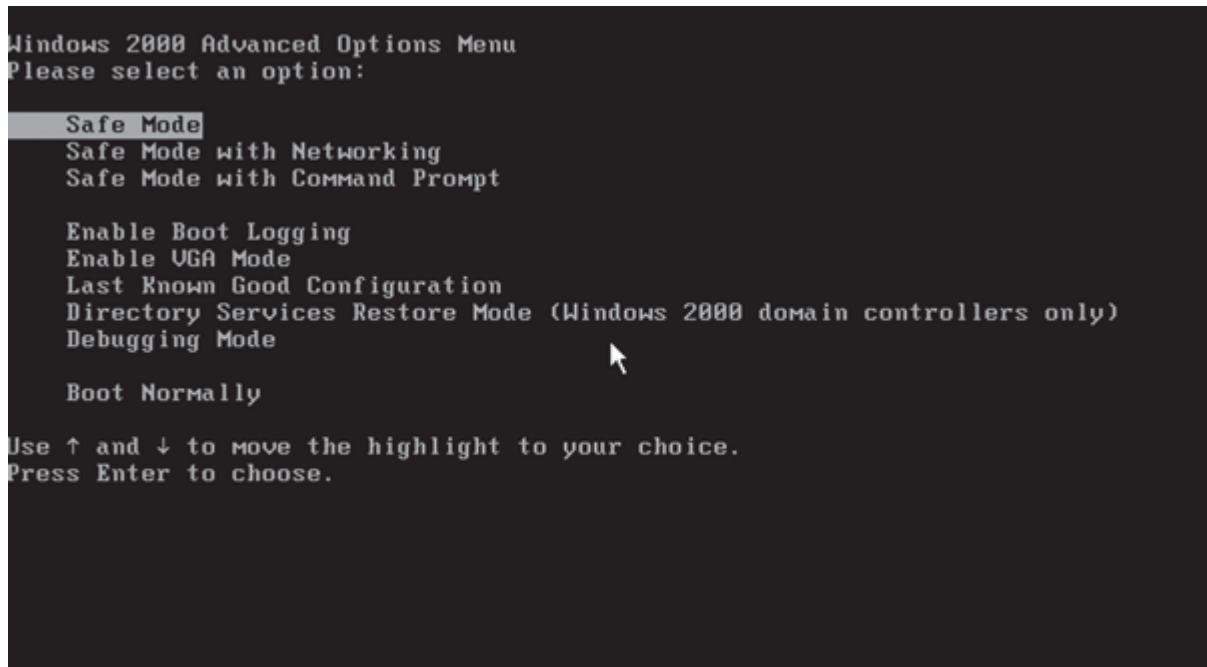 Windows 2000 Advanced Options Menu
Please select an option:
Safe Mode
Safe Mode with Networking
Safe Mode with Command Prompt
Enable Boot Logging
Enable VGA Mode
Last Known Good Configuration
Directory Services Restore Mode (Windows 2000 domain controllers only)
Debugging Mode
Boot Normally
Use ↑ and ↓ to move the highlight to your choice.
Press Enter to choose.